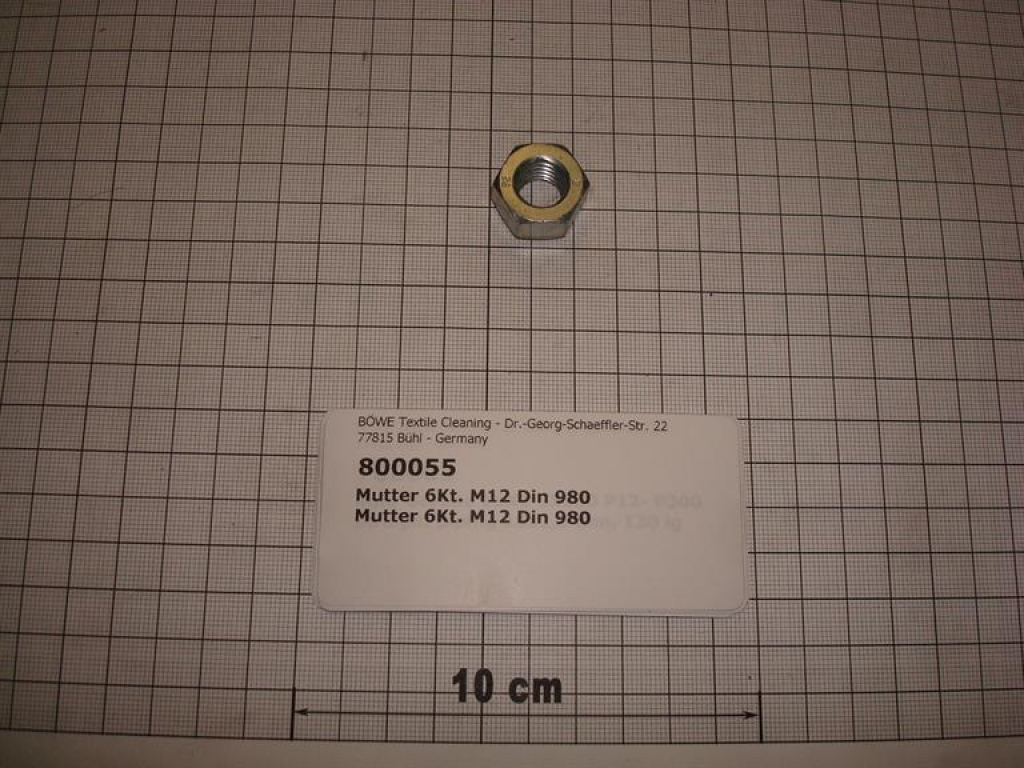 BÖWE Textile Cleaning - Dr.-Georg-Schaeffler-Str. 22
77815 Bühl - Germany
800055
Mutter 6Kt. M12 Din 980
Mutter 6Kt. M12 Din 980
10 cm